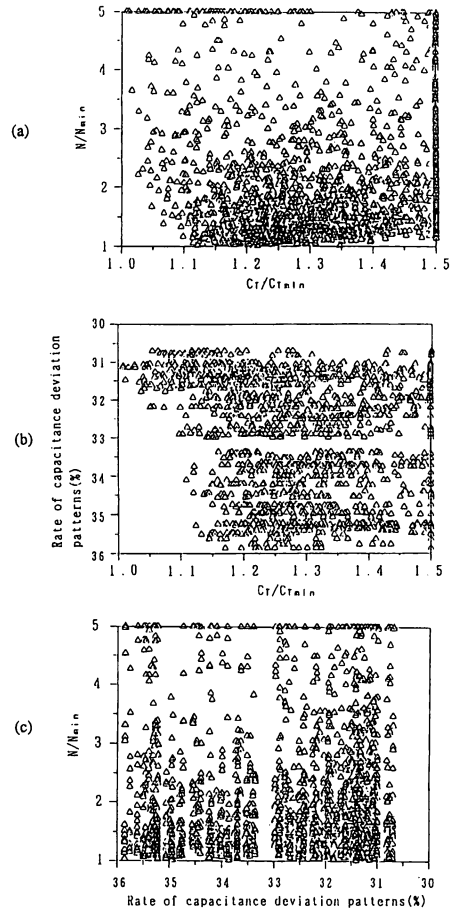 (a)
N/Nmin
5
4
3
2
1
1.0 1.1 1.2 1.3 1.4 1.5
CT/CTmin
(b)
Rate of capacitance deviation
patterns(%)
30
31
32
33
34
35
36
1.0 1.1 1.2 1.3 1.4 1.5
CT/CTmin
(c)
N/Nmin
5
4
3
2
1
36 35 34 33 32 31 30
Rate of capacitance deviation patterns(%)